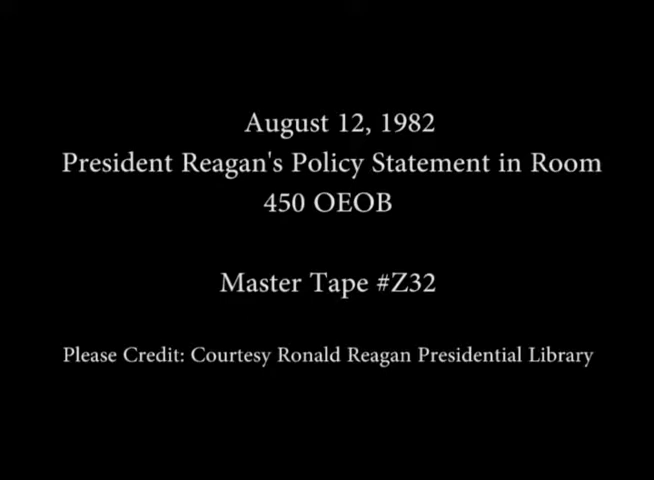 August 12, 1982
President Reagan's Policy Statement in Room
450 OEOB
Master Tape #Z32
Please Credit: Courtesy Ronald Reagan Presidential Library